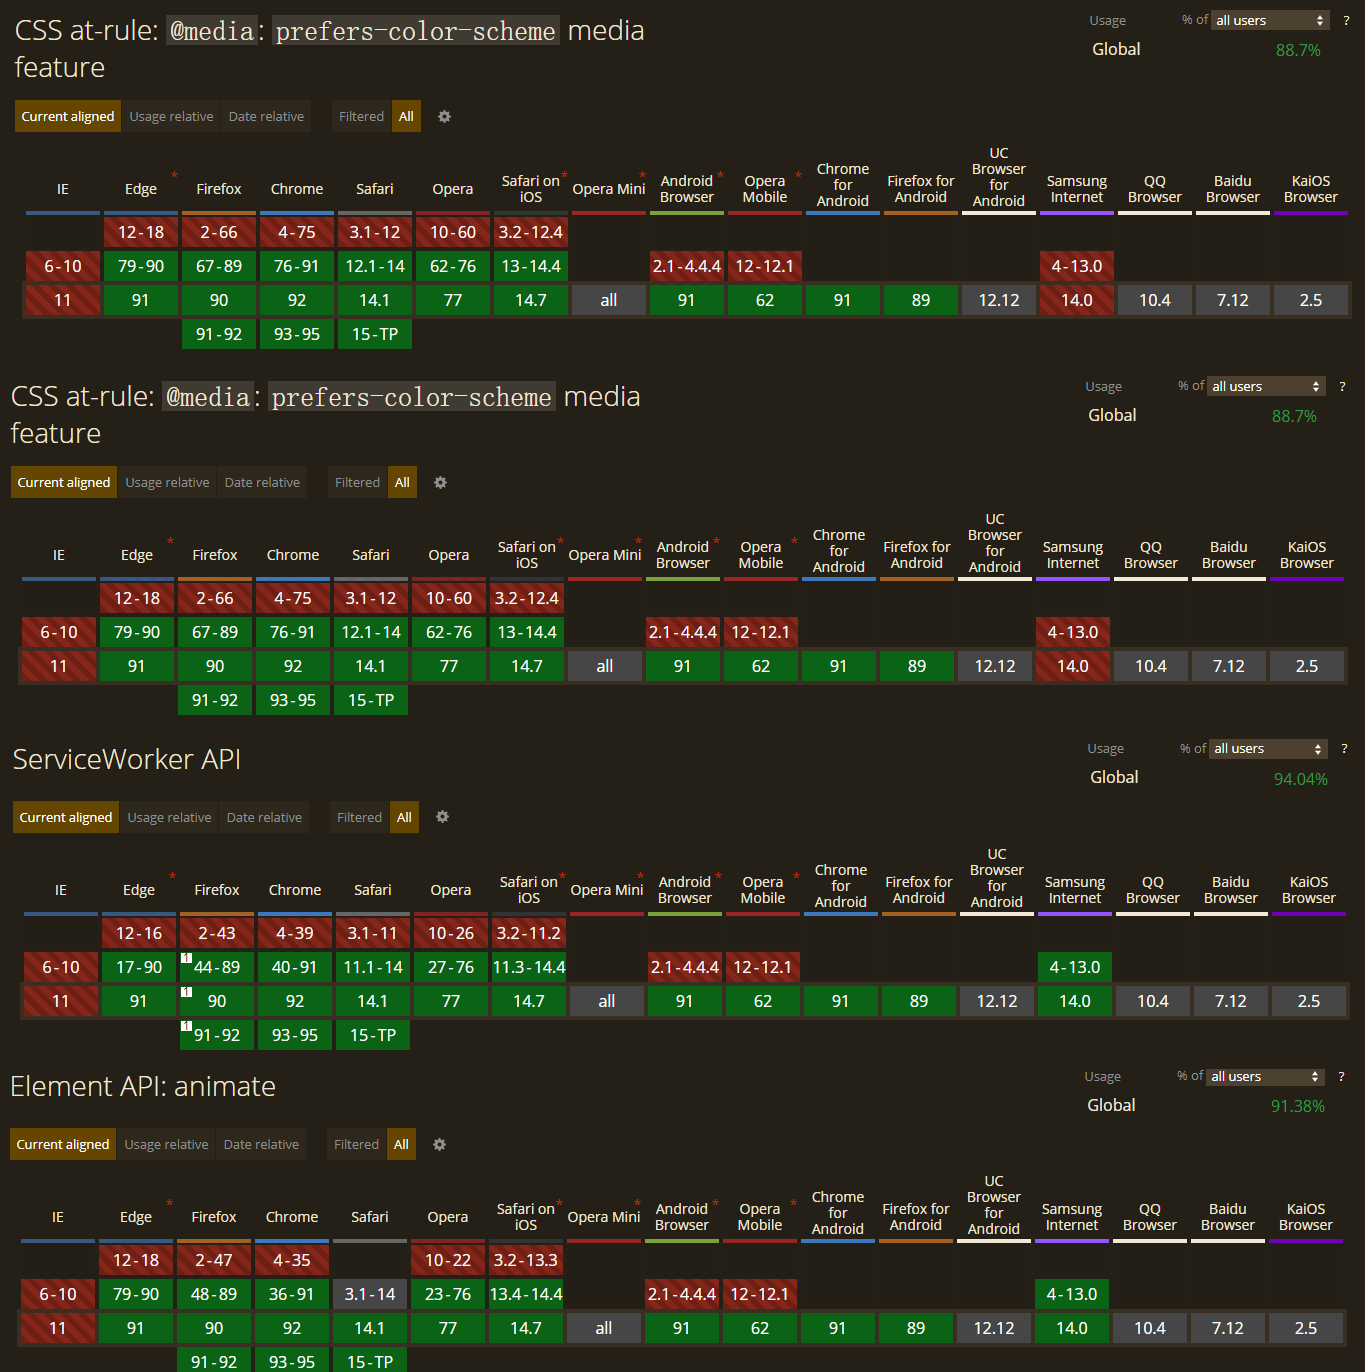 CSS at-rule: @media: prefers-color-scheme media
feature
Usage % of all users ?
Global 88.7%
Current aligned Usage relative Date relative Filtered All
IE Edge * Firefox Chrome Safari Opera Safari on iOS * Opera Mini * Android Browser * Opera Mobile * Chrome for Android Firefox for Android UC Browser for Android Samsung Internet QQ Browser Baidu Browser KaiOS Browser
12-18 2-66 4-75 3.1-12 10-60 3.2-12.4
6-10 79-90 67-89 76-91 12.1-14 62-76 13-14.4 2.1-4.4.4 12-12.1 4-13.0
11 91 90 92 14.1 77 14.7 all 91 62 91 89 12.12 14.0 10.4 7.12 2.5
91-92 93-95 15-TP
CSS at-rule: @media: prefers-color-scheme media
feature
Usage % of all users ?
Global 88.7%
Current aligned Usage relative Date relative Filtered All
IE Edge * Firefox Chrome Safari Opera Safari on iOS * Opera Mini * Android Browser * Opera Mobile * Chrome for Android Firefox for Android UC Browser for Android Samsung Internet QQ Browser Baidu Browser KaiOS Browser
12-18 2-66 4-75 3.1-12 10-60 3.2-12.4
6-10 79-90 67-89 76-91 12.1-14 62-76 13-14.4 2.1-4.4.4 12-12.1 4-13.0
11 91 90 92 14.1 77 14.7 all 91 62 91 89 12.12 14.0 10.4 7.12 2.5
91-92 93-95 15-TP
ServiceWorker API
Usage % of all users ?
Global 94.04%
Current aligned Usage relative Date relative Filtered All
IE Edge * Firefox Chrome Safari Opera Safari on iOS * Opera Mini * Android Browser * Opera Mobile * Chrome for Android Firefox for Android UC Browser for Android Samsung Internet QQ Browser Baidu Browser KaiOS Browser
12-16 2-43 4-39 3.1-11 10-26 3.2-11.2
6-10 17-90 1 44-89 40-91 11.1-14 27-76 11.3-14.4 2.1-4.4.4 12-12.1 4-13.0
11 91 1 90 92 14.1 77 14.7 all 91 62 91 89 12.12 14.0 10.4 7.12 2.5
1 91-92 93-95 15-TP
Element API: animate
Usage % of all users ?
Global 91.38%
Current aligned Usage relative Date relative Filtered All
IE Edge * Firefox Chrome Safari Opera Safari on iOS * Opera Mini * Android Browser * Opera Mobile * Chrome for Android Firefox for Android UC Browser for Android Samsung Internet QQ Browser Baidu Browser KaiOS Browser
12-18 2-47 4-35 10-22 3.2-13.3
6-10 79-90 48-89 36-91 3.1-14 23-76 13.4-14.4 2.1-4.4.4 12-12.1 4-13.0
11 91 90 92 14.1 77 14.7 all 91 62 91 89 12.12 14.0 10.4 7.12 2.5
91-92 93-95 15-TP